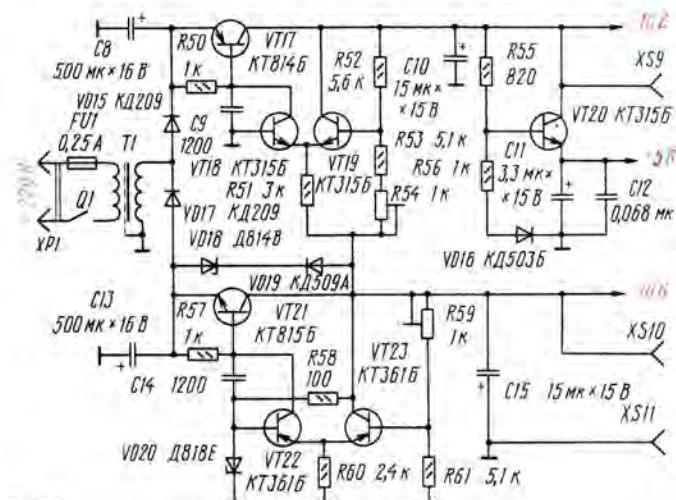 C8
500 мк × 16 В
VD15 КД209
FU1
0,25 А
T1
Q1
XP1
R50
1 к
C9
1200
VT17
КТ814Б
VT18 КТ315Б
VT19
КТ315Б
R51 3 к
R52
5,6 к
R53 5,1 к
R54 1 к
R56 1 к
C10
15 мк ×
× 15 В
R55
820
XS9
VT20 КТ315Б
C11
3,3 мк ×
× 15 В
C12
0,068 мк
VD17 КД209
VD18 Д814В
VD18 КД503Б
VD19 КД509А
C13
500 мк × 16 В
R57
1 к
VT21
КТ815Б
C14 1200
R58
100
VT23
КТ361Б
R59
1 к
XS10
C15 15 мк × 15 В
XS11
VD20 Д818Е
VT22
КТ361Б
R60 2,4 к
R61 5,1 к